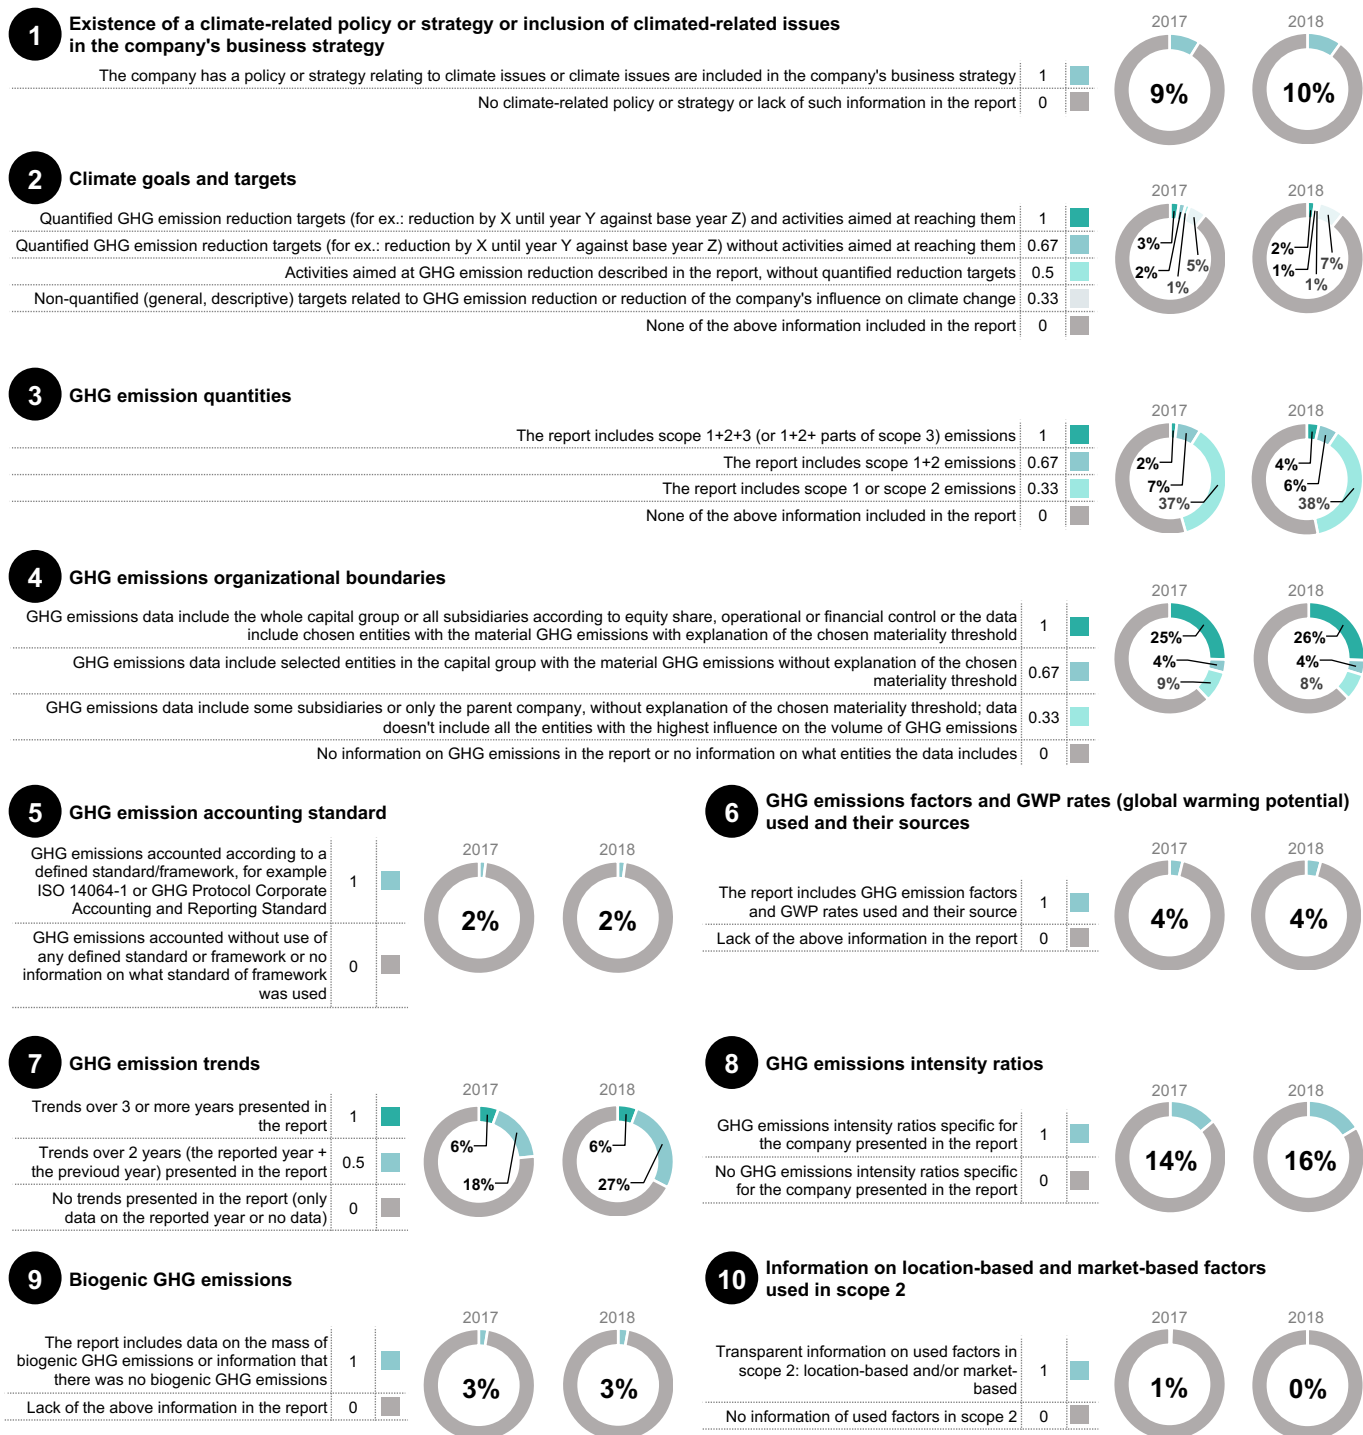 1
Existence of a climate-related policy or strategy or inclusion of climated-related issues
in the company's business strategy
2017
2018
The company has a policy or strategy relating to climate issues or climate issues are included in the company's business strategy 1
No climate-related policy or strategy or lack of such information in the report 0
9%
10%
2
Climate goals and targets
2017
2018
Quantified GHG emission reduction targets (for ex.: reduction by X until year Y against base year Z) and activities aimed at reaching them 1
Quantified GHG emission reduction targets (for ex.: reduction by X until year Y against base year Z) without activities aimed at reaching them 0.67
Activities aimed at GHG emission reduction described in the report, without quantified reduction targets 0.5
Non-quantified (general, descriptive) targets related to GHG emission reduction or reduction of the company's influence on climate change 0.33
None of the above information included in the report 0
3%
2%
1%
5%
2%
1%
1%
7%
3
GHG emission quantities
2017
2018
The report includes scope 1+2+3 (or 1+2+ parts of scope 3) emissions 1
The report includes scope 1+2 emissions 0.67
The report includes scope 1 or scope 2 emissions 0.33
None of the above information included in the report 0
2%
7%
37%
4%
6%
38%
4
GHG emissions organizational boundaries
2017
2018
GHG emissions data include the whole capital group or all subsidiaries according to equity share, operational or financial control or the data
include chosen entities with the material GHG emissions with explanation of the chosen materiality threshold
1
GHG emissions data include selected entities in the capital group with the material GHG emissions without explanation of the chosen
materiality threshold
0.67
GHG emissions data include some subsidiaries or only the parent company, without explanation of the chosen materiality threshold; data
doesn't include all the entities with the highest influence on the volume of GHG emissions
0.33
No information on GHG emissions in the report or no information on what entities the data includes 0
25%
4%
9%
26%
4%
8%
5
GHG emission accounting standard
2017
2018
GHG emissions accounted according to a
defined standard/framework, for example
ISO 14064-1 or GHG Protocol Corporate
Accounting and Reporting Standard
1
GHG emissions accounted without use of
any defined standard or framework or no
information on what standard of framework
was used
0
2%
2%
6
GHG emissions factors and GWP rates (global warming potential)
used and their sources
2017
2018
The report includes GHG emission factors
and GWP rates used and their source
1
Lack of the above information in the report 0
4%
4%
7
GHG emission trends
2017
2018
Trends over 3 or more years presented in
the report
1
Trends over 2 years (the reported year +
the previoud year) presented in the report
0.5
No trends presented in the report (only
data on the reported year or no data)
0
6%
18%
6%
27%
8
GHG emissions intensity ratios
2017
2018
GHG emissions intensity ratios specific for
the company presented in the report
1
No GHG emissions intensity ratios specific
for the company presented in the report
0
14%
16%
9
Biogenic GHG emissions
2017
2018
The report includes data on the mass of
biogenic GHG emissions or information that
there was no biogenic GHG emissions
1
Lack of the above information in the report 0
3%
3%
10
Information on location-based and market-based factors
used in scope 2
2017
2018
Transparent information on used factors in
scope 2: location-based and/or market-
based
1
No information of used factors in scope 2 0
1%
0%